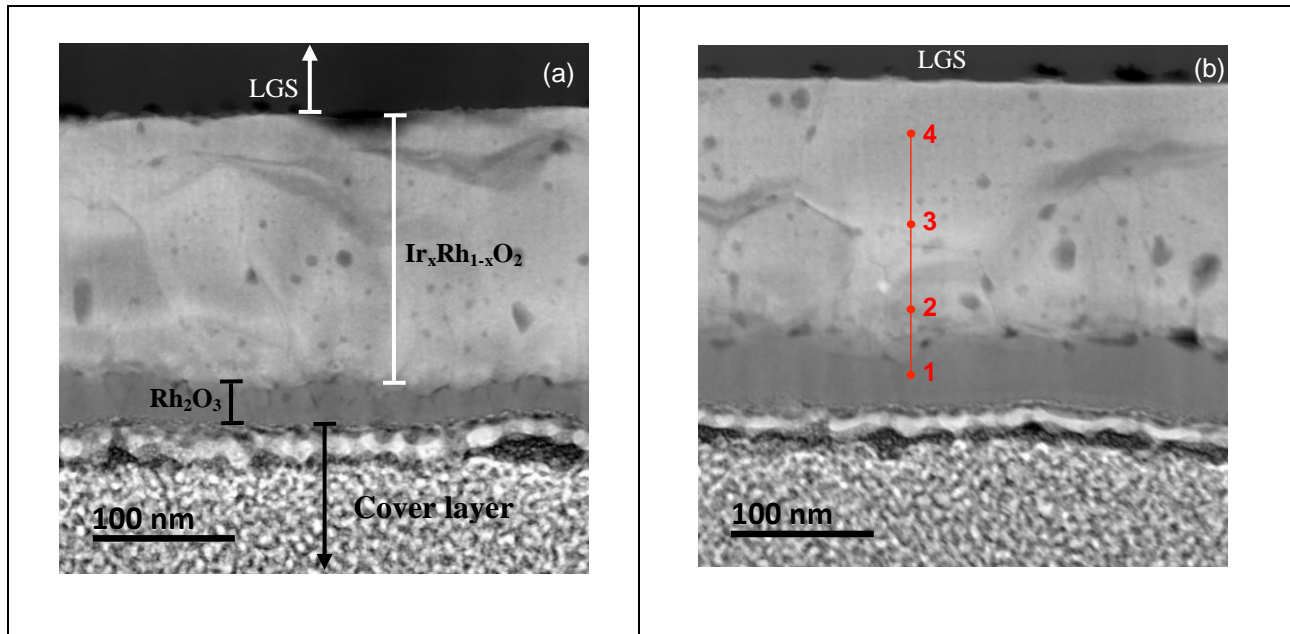 (a)
LGS
IrₓRh₁₋ₓO₂
Rh₂O₃
Cover layer
100 nm
LGS
(b)
4
3
2
1
100 nm